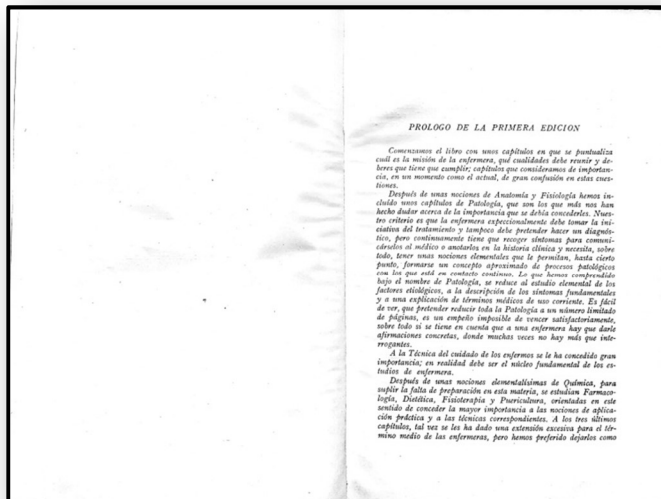 PROLOGO DE LA PRIMERA EDICION
Comenzamos el libro con unos capítulos en que se puntualiza
cuál es la misión de la enfermera, qué cualidades debe reunir y de-
beres que tiene que cumplir; capítulos que consideramos de importan-
cia, en un momento como el actual, de gran confusión en estas cues-
tiones.
Después de unas nociones de Anatomía y Fisiología hemos in-
cluído unos capítulos de Patología, que son los que más nos han
hecho dudar acerca de la importancia que se debía concederles. Nues-
tro criterio es que la enfermera expeccionalmente debe tomar la ini-
ciativa del tratamiento y tampoco debe pretender hacer un diagnós-
tico, pero continuamente tiene que recoger síntomas para comuni-
cárselos al médico o anotarlos en la historia clínica y necesita, sobre
todo, tener unas nociones elementales que le permitan, hasta cierto
punto, formarse un concepto aproximado de procesos patológicos
con los que está en contacto continuo. Lo que hemos comprendido
bajo el nombre de Patología, se reduce al estudio elemental de los
factores etiológicos, a la descripción de los síntomas fundamentales
y a una explicación de términos médicos de uso corriente. Es fácil
de ver, que pretender reducir toda la Patología a un número limitado
de páginas, es un empeño imposible de vencer satisfactoriamente,
sobre todo si se tiene en cuenta que a una enfermera hay que darle
afirmaciones concretas, donde muchas veces no hay más que inte-
rrogantes.
A la Técnica del cuidado de los enfermos se le ha concedido gran
importancia; en realidad debe ser el núcleo fundamental de los es-
tudios de enfermera.
Después de unas nociones elementalísimas de Química, para
suplir la falta de preparación en esta materia, se estudian Farmaco-
logía, Dietética, Fisioterapia y Puericultura, orientadas en este
sentido de conceder la mayor importancia a las nociones de aplica-
ción práctica y a las técnicas correspondientes. A los tres últimos
capítulos, tal vez se les ha dado una extensión excesiva para el tér-
mino medio de las enfermeras, pero hemos preferido dejarlos como